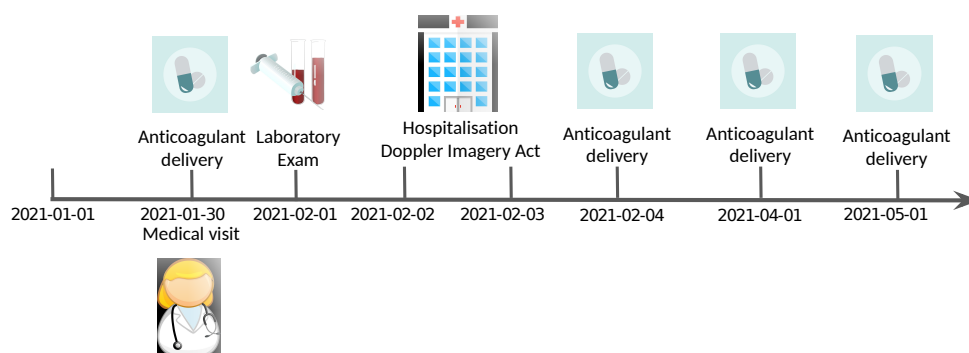 Anticoagulant
delivery
Laboratory
Exam
Hospitalisation
Doppler Imagery Act
Anticoagulant
delivery
Anticoagulant
delivery
Anticoagulant
delivery
2021-01-01
2021-01-30
2021-02-01
2021-02-02
2021-02-03
2021-02-04
2021-04-01
2021-05-01
Medical visit